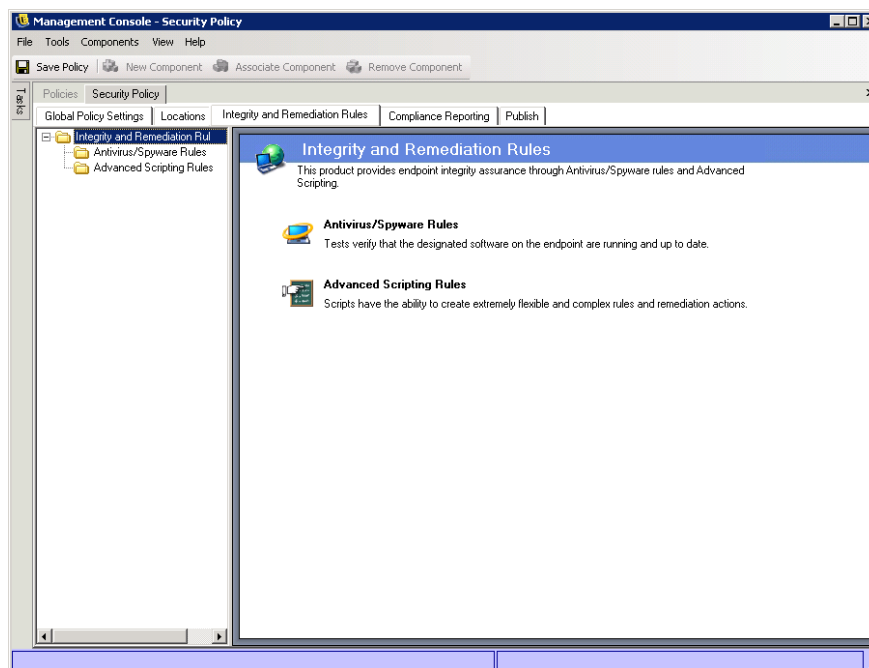 Management Console - Security Policy
File Tools Components View Help
Save Policy New Component Associate Component Remove Component
Tasks
Policies Security Policy
Global Policy Settings Locations Integrity and Remediation Rules Compliance Reporting Publish
Integrity and Remediation Rul
Antivirus/Spyware Rules
Advanced Scripting Rules
Integrity and Remediation Rules
This product provides endpoint integrity assurance through Antivirus/Spyware rules and Advanced
Scripting.
Antivirus/Spyware Rules
Tests verify that the designated software on the endpoint are running and up to date.
Advanced Scripting Rules
Scripts have the ability to create extremely flexible and complex rules and remediation actions.